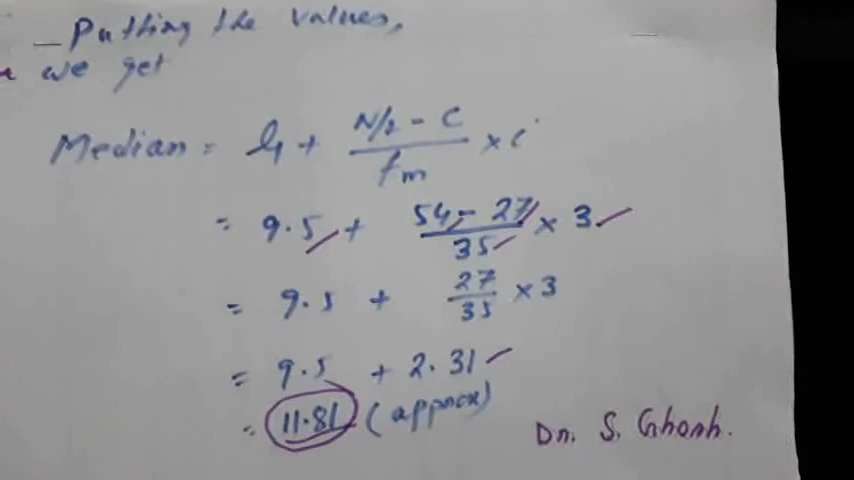 Putting the values,
we get
Median = l₁ + (N/2 - C)/fm × i
= 9.5 + (54 - 27)/35 × 3
= 9.5 + 27/35 × 3
= 9.5 + 2.31
= 11.81 (approx)
Dr. S. Ghosh.